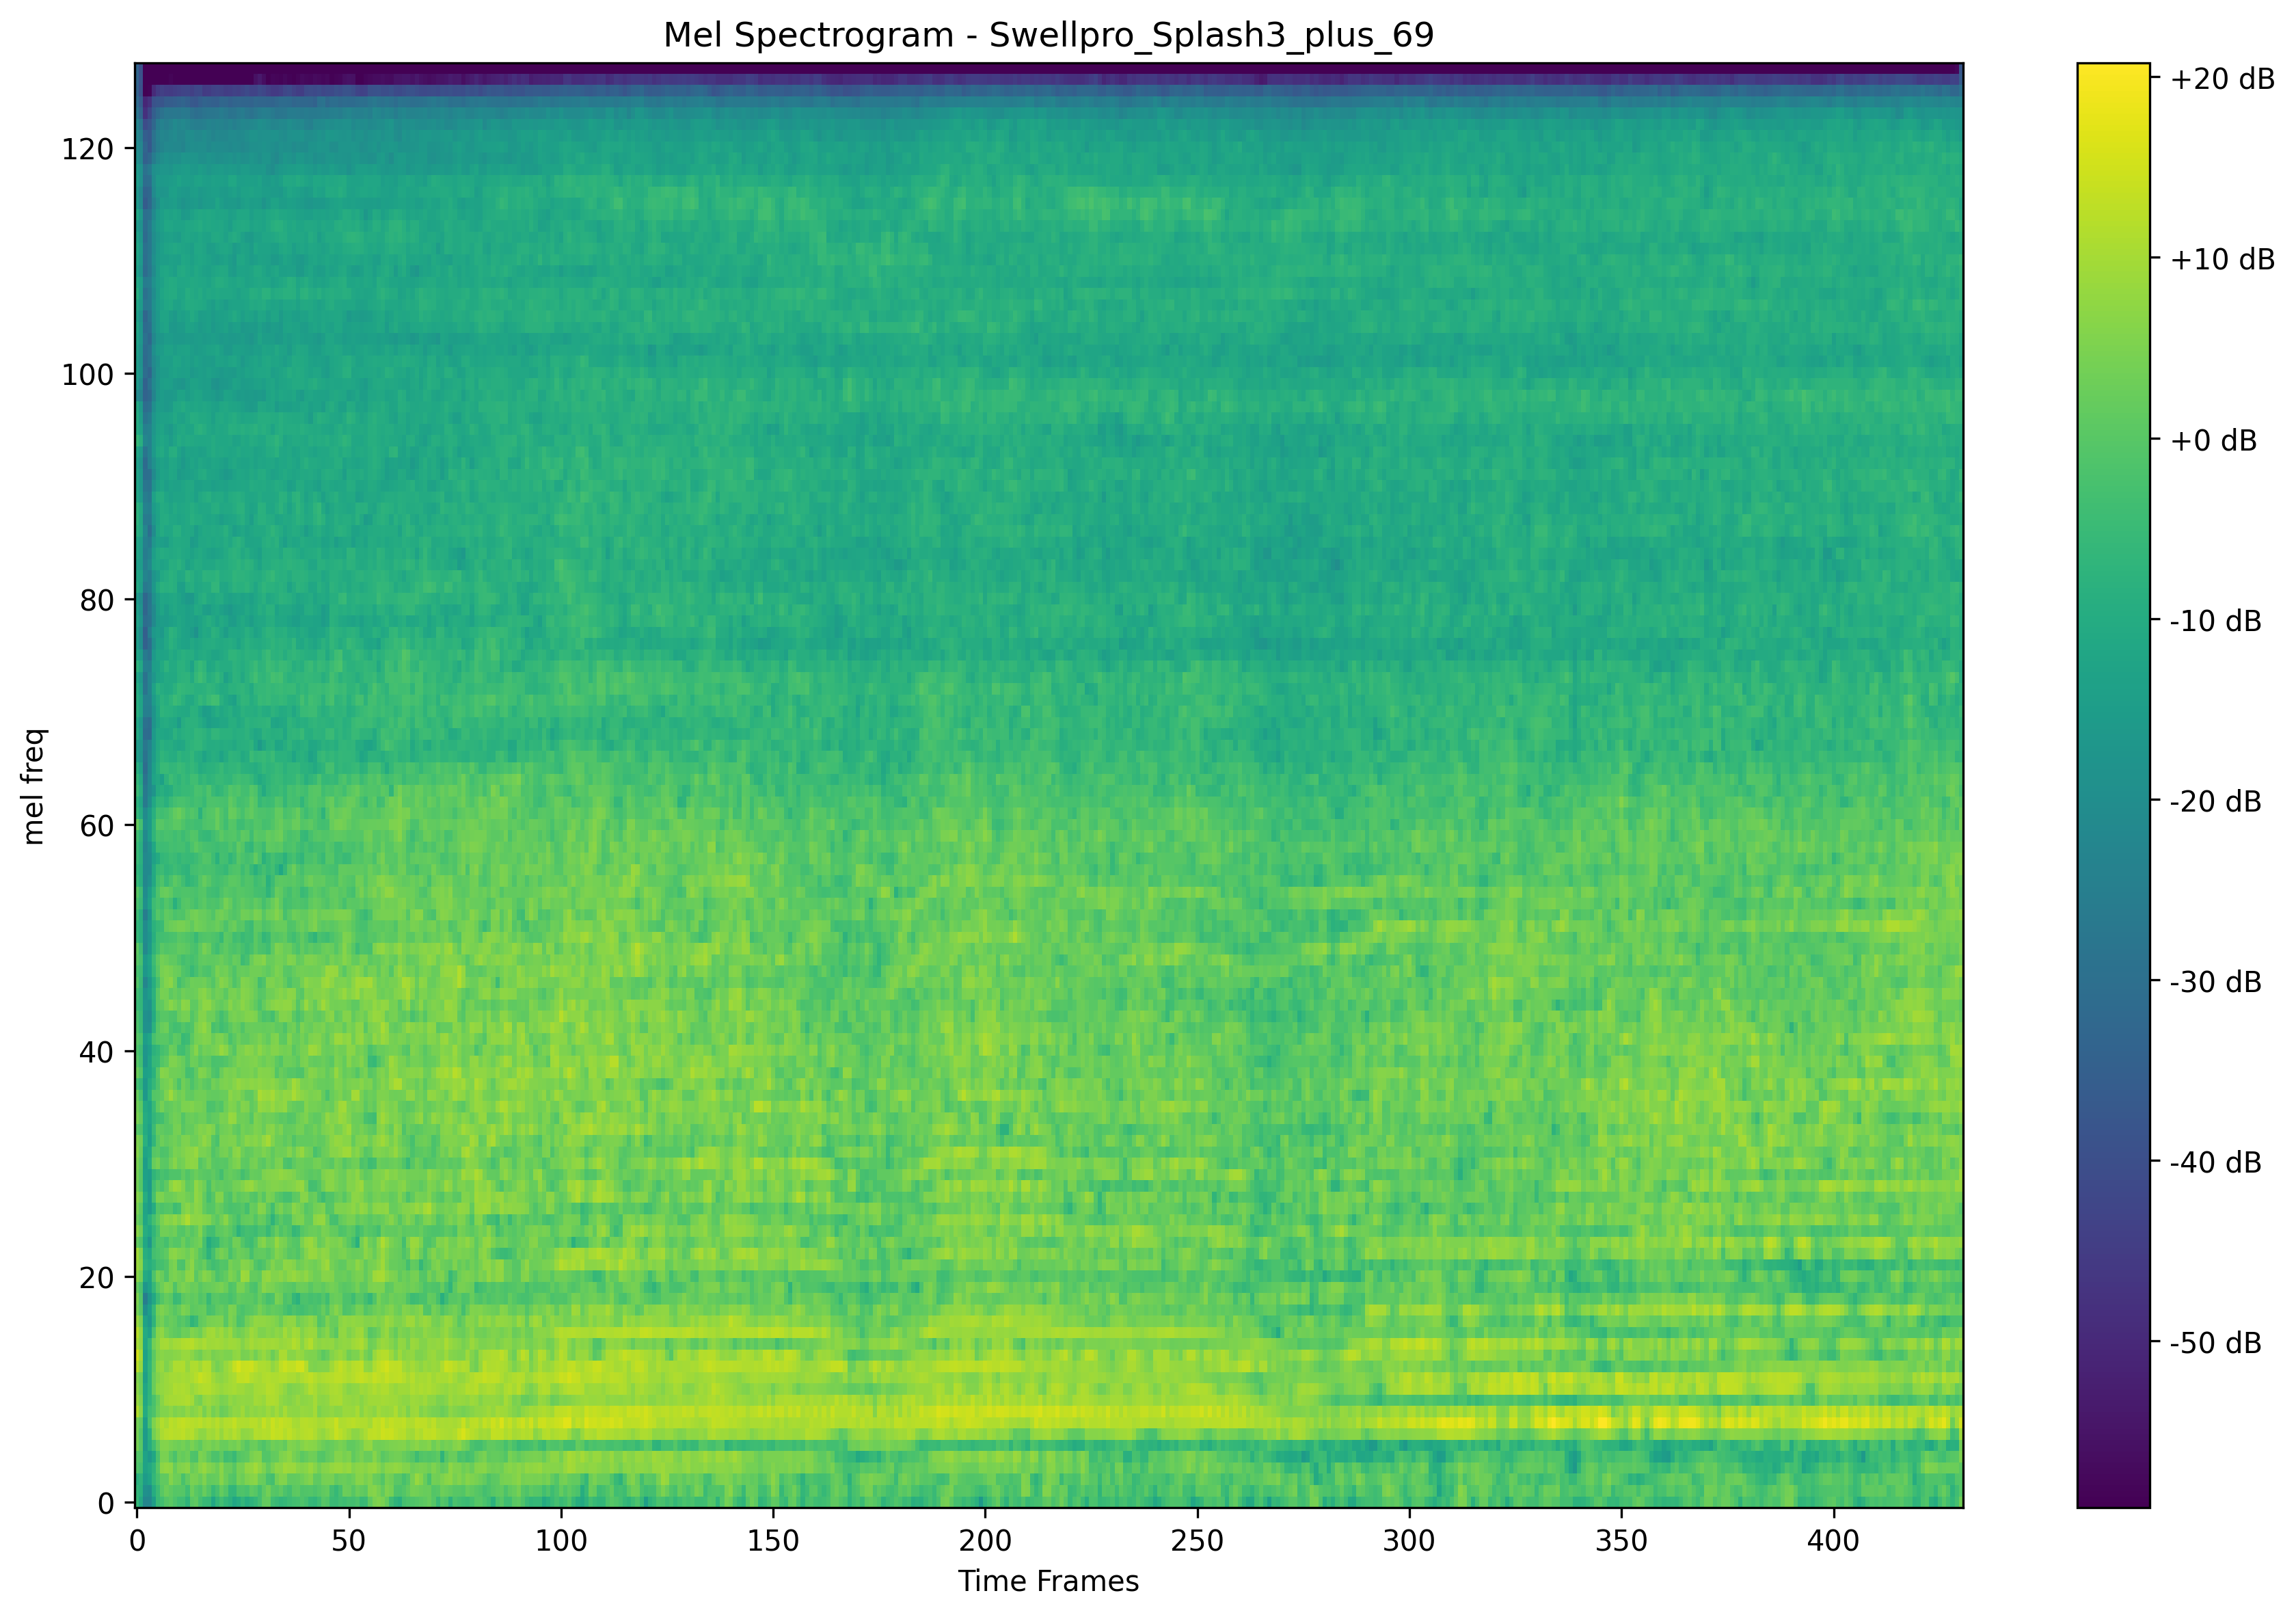 Mel Spectrogram - Swellpro_Splash3_plus_69
mel freq
120
100
80
60
40
20
0
0 50 100 150 200 250 300 350 400
Time Frames
+20 dB
+10 dB
+0 dB
-10 dB
-20 dB
-30 dB
-40 dB
-50 dB